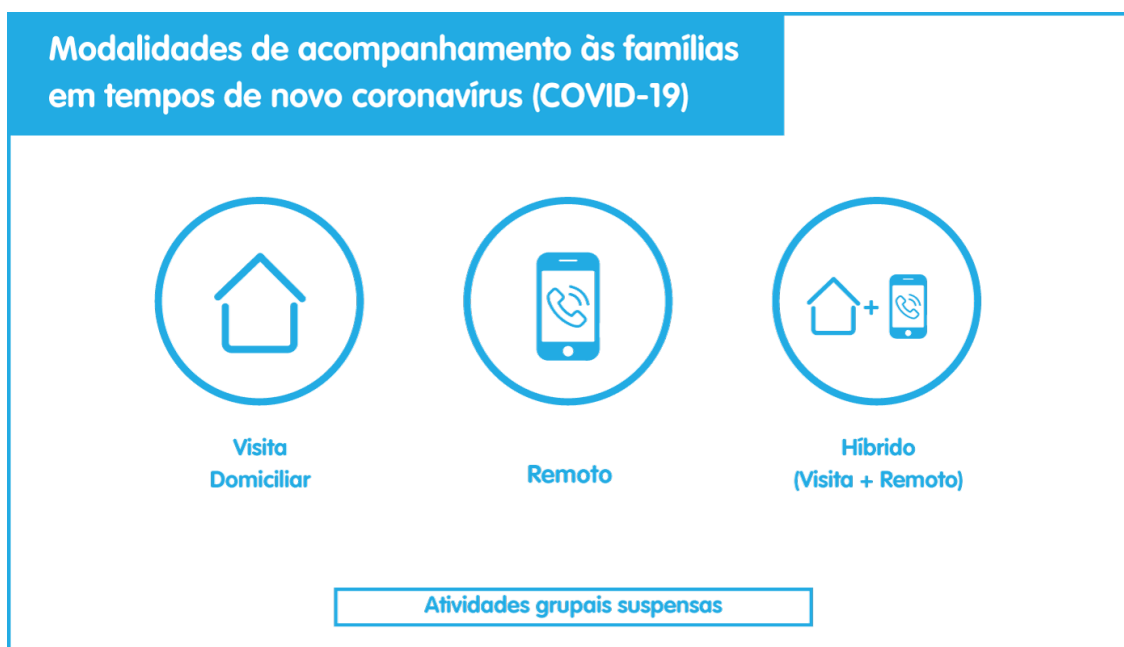 Modalidades de acompanhamento às famílias
em tempos de novo coronavírus (COVID-19)
Visita
Domiciliar
Remoto
Híbrido
(Visita + Remoto)
Atividades grupais suspensas